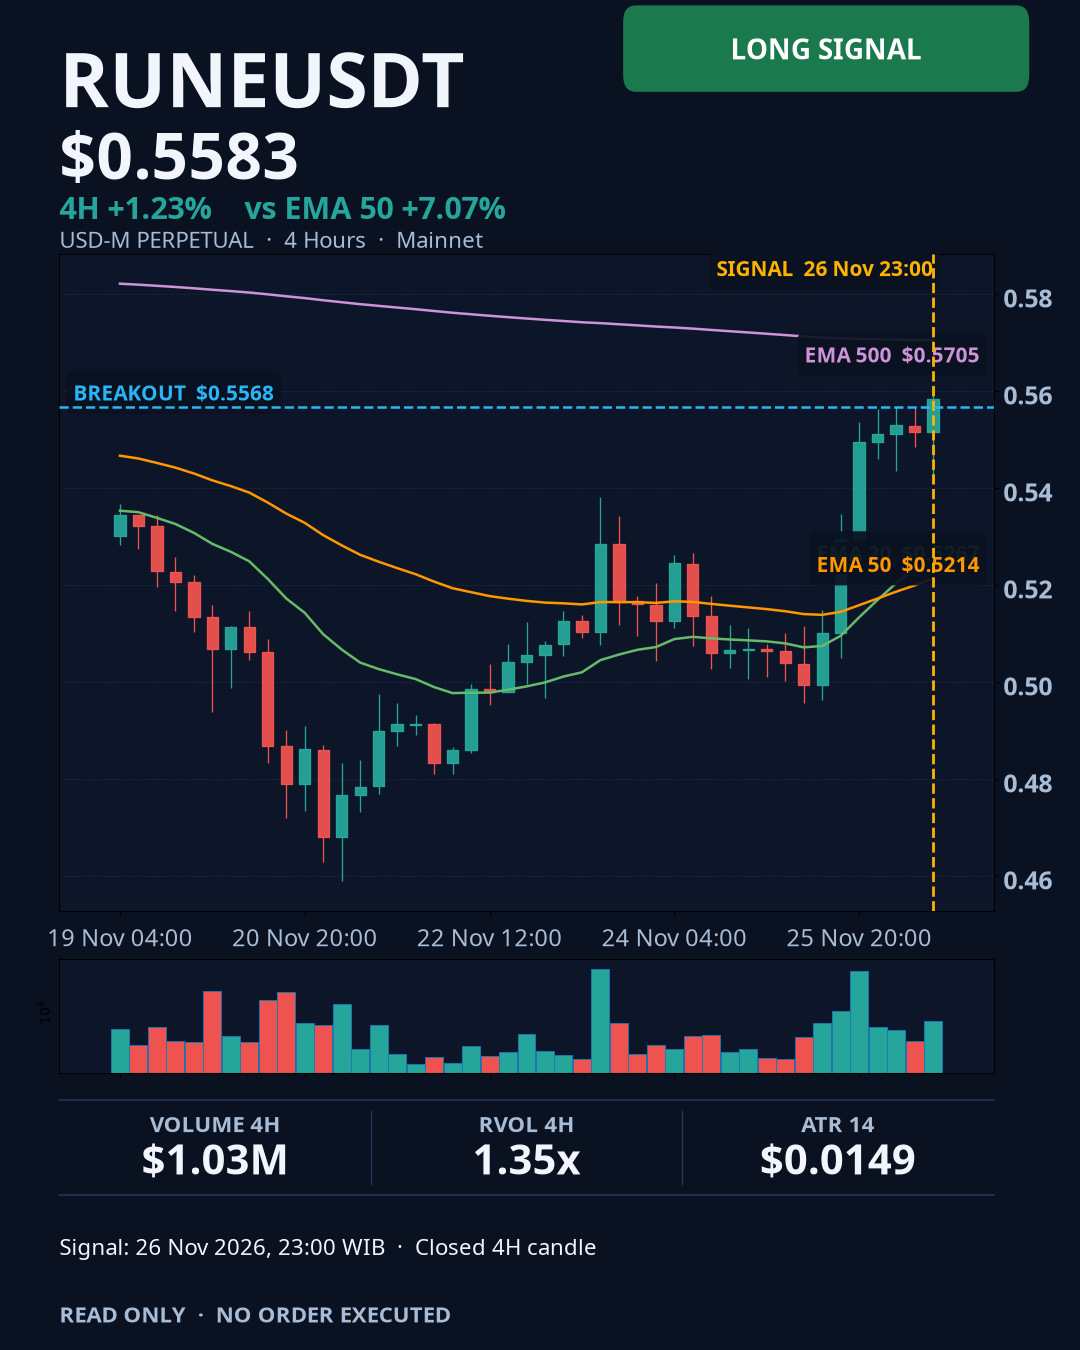 LONG SIGNAL
RUNEUSDT
$0.5583
4H +1.23% vs EMA 50 +7.07%
USD-M PERPETUAL · 4 Hours · Mainnet
SIGNAL 26 Nov 23:00
0.58
EMA 500 $0.5705
BREAKOUT $0.5568
0.56
0.54
EMA 50 $0.5214
0.52
0.50
0.48
0.46
19 Nov 04:00 20 Nov 20:00 22 Nov 12:00 24 Nov 04:00 25 Nov 20:00
10⁶
VOLUME 4H RVOL 4H ATR 14
$1.03M 1.35x $0.0149
Signal: 26 Nov 2026, 23:00 WIB · Closed 4H candle
READ ONLY · NO ORDER EXECUTED